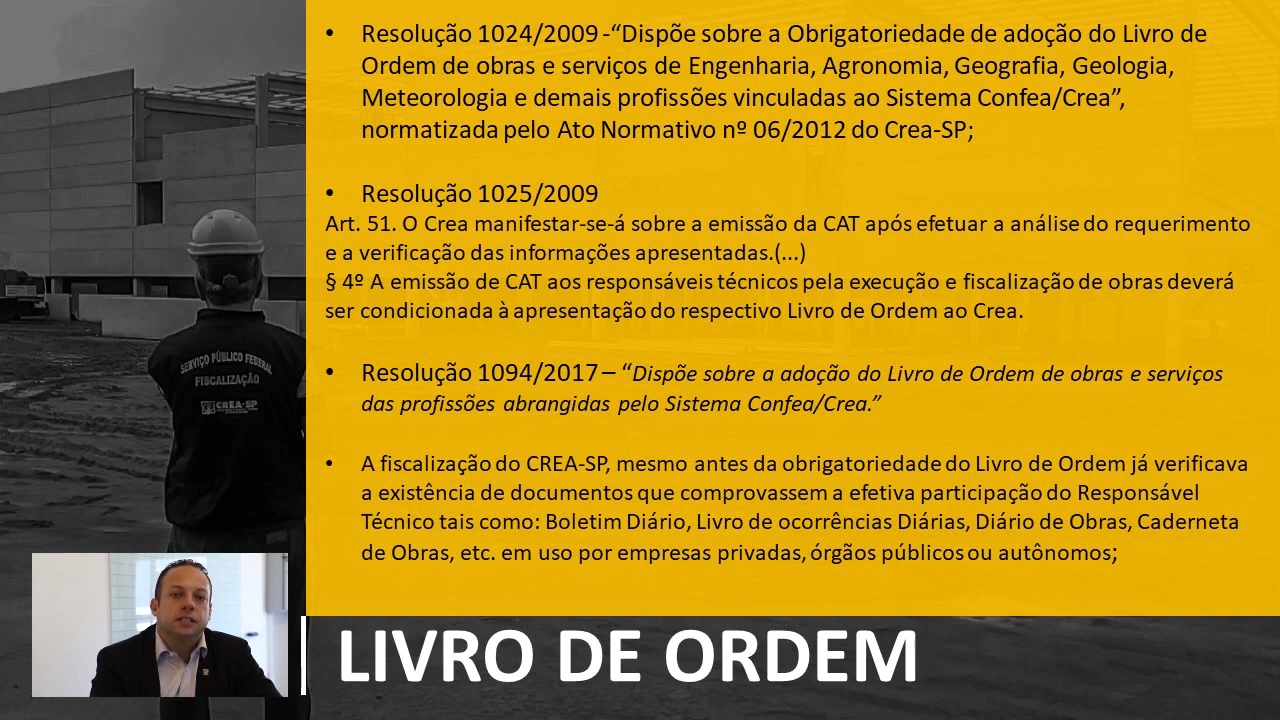 • Resolução 1024/2009 -“Dispõe sobre a Obrigatoriedade de adoção do Livro de
Ordem de obras e serviços de Engenharia, Agronomia, Geografia, Geologia,
Meteorologia e demais profissões vinculadas ao Sistema Confea/Crea”,
normatizada pelo Ato Normativo nº 06/2012 do Crea-SP;
• Resolução 1025/2009
Art. 51. O Crea manifestar-se-á sobre a emissão da CAT após efetuar a análise do requerimento
e a verificação das informações apresentadas.(...)
§ 4º A emissão de CAT aos responsáveis técnicos pela execução e fiscalização de obras deverá
ser condicionada à apresentação do respectivo Livro de Ordem ao Crea.
• Resolução 1094/2017 – “Dispõe sobre a adoção do Livro de Ordem de obras e serviços
das profissões abrangidas pelo Sistema Confea/Crea.”
• A fiscalização do CREA-SP, mesmo antes da obrigatoriedade do Livro de Ordem já verificava
a existência de documentos que comprovassem a efetiva participação do Responsável
Técnico tais como: Boletim Diário, Livro de ocorrências Diárias, Diário de Obras, Caderneta
de Obras, etc. em uso por empresas privadas, órgãos públicos ou autônomos;
SERVIÇO PÚBLICO FEDERAL
FISCALIZAÇÃO
CREA-SP
LIVRO DE ORDEM